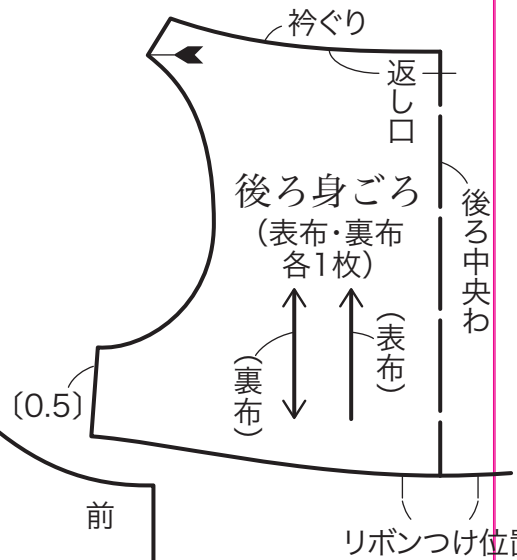 衿ぐり
返し口
後ろ身ごろ
（表布・裏布
各1枚）
後ろ中央わ
（表布）
（裏布）
〔0.5〕
前
リボンつけ位置